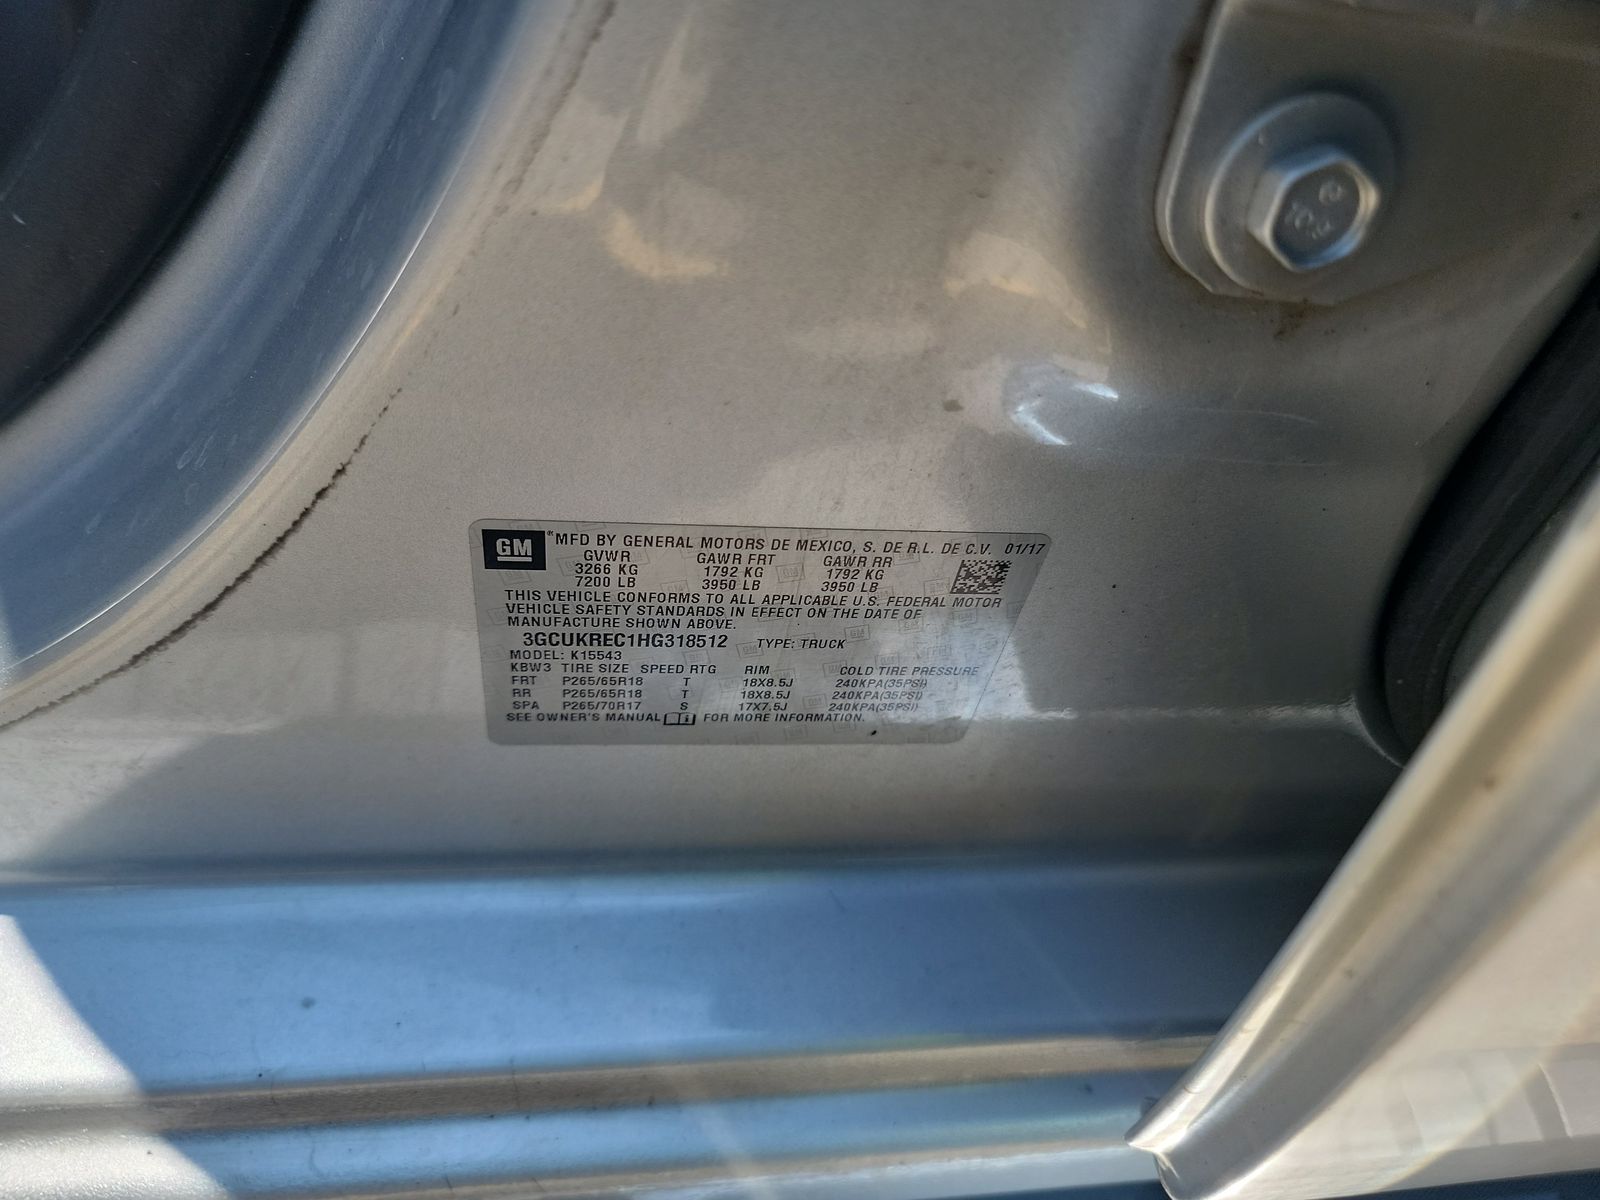 GM ® MFD BY GENERAL MOTORS DE MEXICO, S. DE R.L. DE C.V. 01/17
GVWR GAWR FRT GAWR RR
3266 KG 1792 KG 1792 KG
7200 LB 3950 LB 3950 LB
THIS VEHICLE CONFORMS TO ALL APPLICABLE U.S. FEDERAL MOTOR
VEHICLE SAFETY STANDARDS IN EFFECT ON THE DATE OF
MANUFACTURE SHOWN ABOVE.
3GCUKREC1HG318512 TYPE: TRUCK
MODEL: K15543
KBW3 TIRE SIZE SPEED RTG RIM COLD TIRE PRESSURE
FRT P265/65R18 T 18X8.5J 240KPA(35PSI)
RR P265/65R18 T 18X8.5J 240KPA(35PSI)
SPA P265/70R17 S 17X7.5J 240KPA(35PSI)
SEE OWNER'S MANUAL FOR MORE INFORMATION.